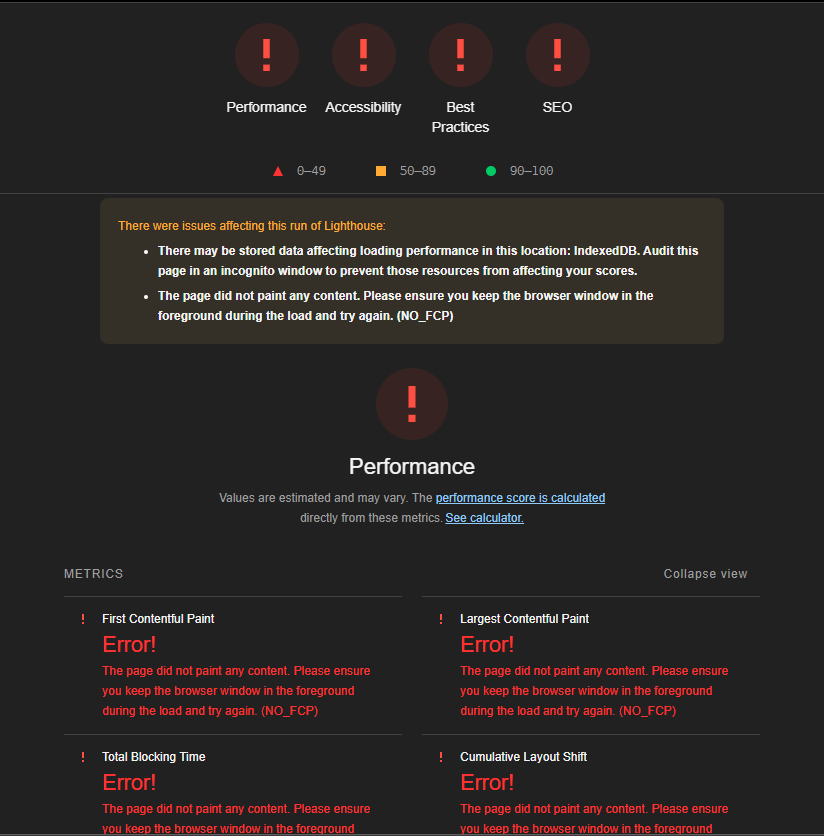 !
!
!
!
Performance
Accessibility
Best
Practices
SEO
0–49
50–89
90–100
There were issues affecting this run of Lighthouse:
• There may be stored data affecting loading performance in this location: IndexedDB. Audit this
page in an incognito window to prevent those resources from affecting your scores.
• The page did not paint any content. Please ensure you keep the browser window in the
foreground during the load and try again. (NO_FCP)
!
Performance
Values are estimated and may vary. The performance score is calculated
directly from these metrics. See calculator.
METRICS
Collapse view
! First Contentful Paint
Error!
The page did not paint any content. Please ensure
you keep the browser window in the foreground
during the load and try again. (NO_FCP)
! Largest Contentful Paint
Error!
The page did not paint any content. Please ensure
you keep the browser window in the foreground
during the load and try again. (NO_FCP)
! Total Blocking Time
Error!
The page did not paint any content. Please ensure
you keep the browser window in the foreground
! Cumulative Layout Shift
Error!
The page did not paint any content. Please ensure
you keep the browser window in the foreground